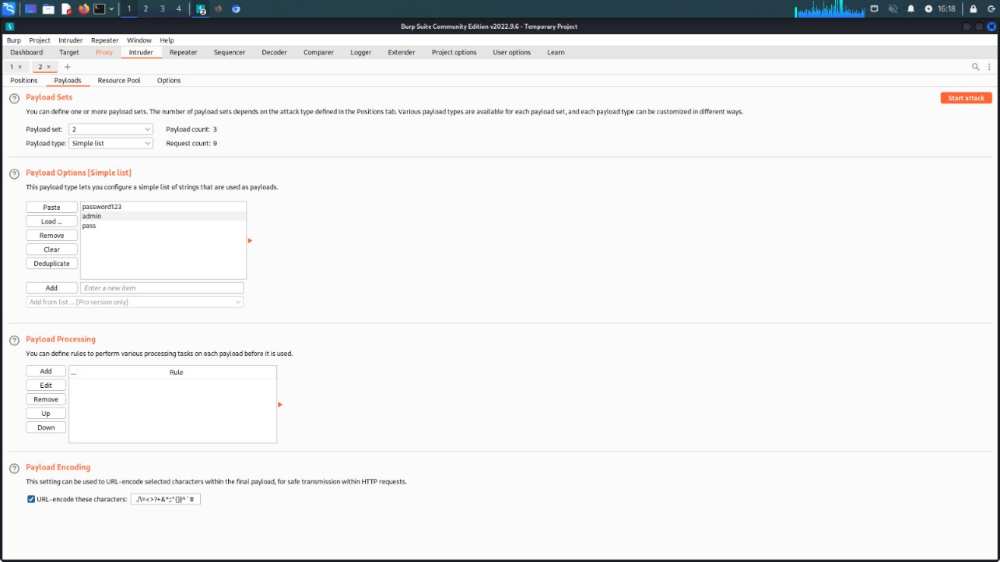 1 2 3 4 2 16:18
Burp Suite Community Edition v2022.9.6 - Temporary Project
Burp Project Intruder Repeater Window Help
Dashboard Target Proxy Intruder Repeater Sequencer Decoder Comparer Logger Extender Project options User options Learn
1 × 2 × +
Positions Payloads Resource Pool Options
? Payload Sets Start attack
You can define one or more payload sets. The number of payload sets depends on the attack type defined in the Positions tab. Various payload types are available for each payload set, and each payload type can be customized in different ways.
Payload set: 2 Payload count: 3
Payload type: Simple list Request count: 9
? Payload Options [Simple list]
This payload type lets you configure a simple list of strings that are used as payloads.
Paste password123
admin
Load ... pass
Remove
Clear
Deduplicate
Add Enter a new item
Add from list ... [Pro version only]
? Payload Processing
You can define rules to perform various processing tasks on each payload before it is used.
Add ... Rule
Edit
Remove
Up
Down
? Payload Encoding
This setting can be used to URL-encode selected characters within the final payload, for safe transmission within HTTP requests.
URL-encode these characters: ./\=<>?+&*;:"{}|^`#